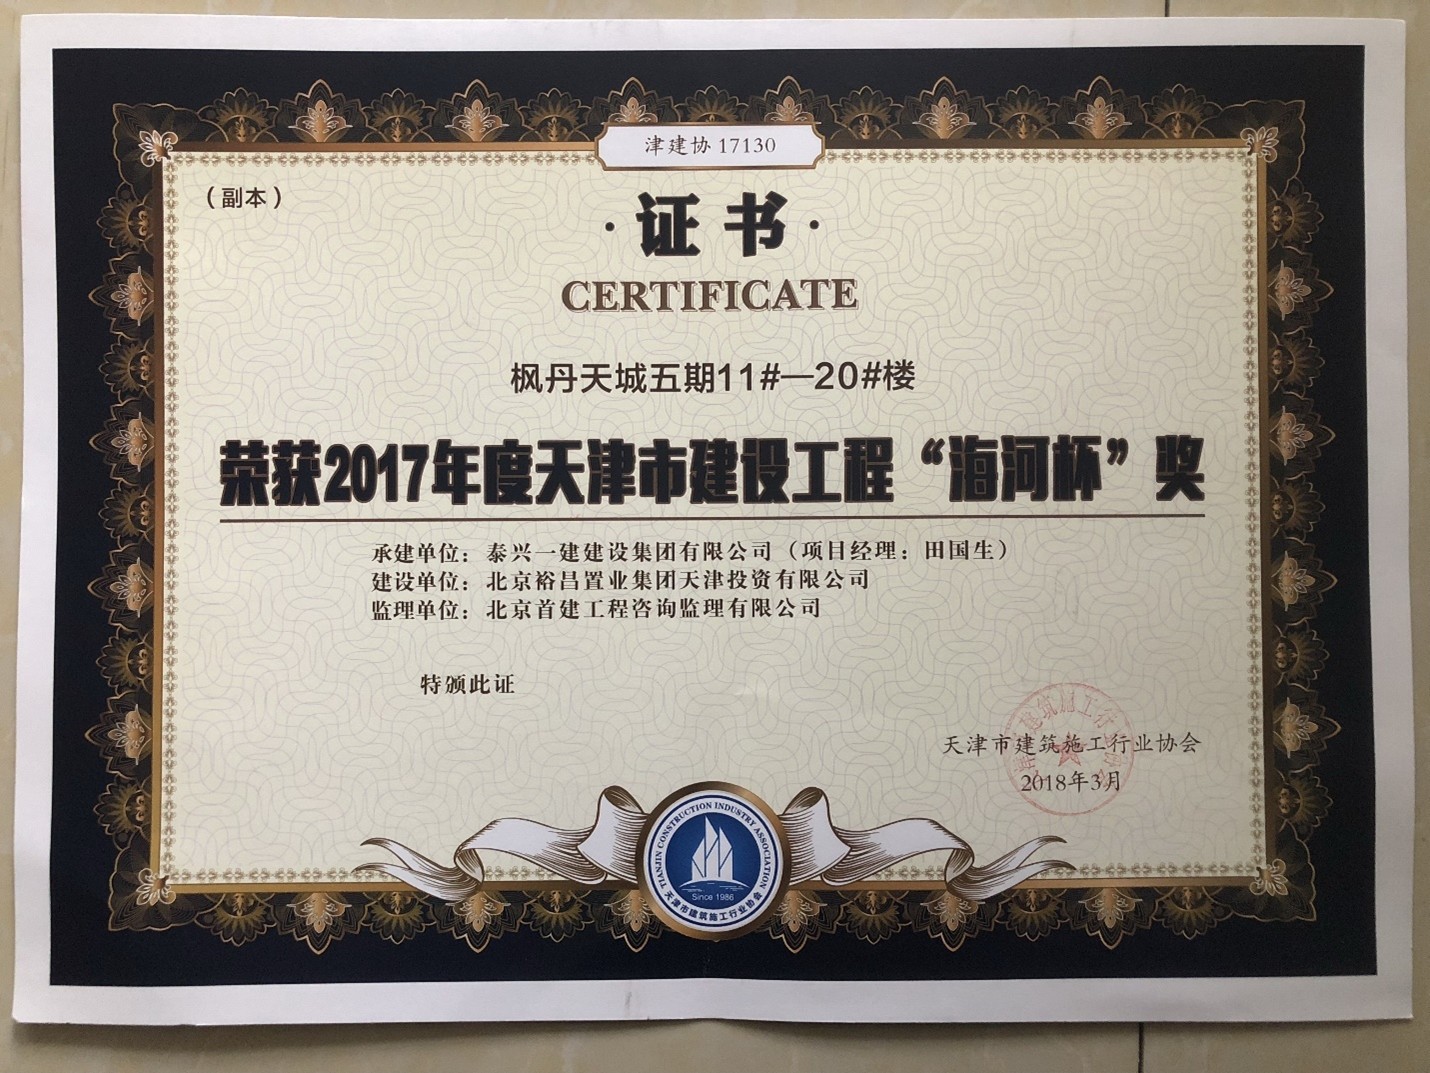 津建协 17130
（副本）
·证书·
CERTIFICATE
枫丹天城五期11#—20#楼
荣获2017年度天津市建设工程“海河杯”奖
承建单位：泰兴一建建设集团有限公司（项目经理：田国生）
建设单位：北京裕昌置业集团天津投资有限公司
监理单位：北京首建工程咨询监理有限公司
特颁此证
天津市建筑施工行业协会
2018年3月
TIANJIN CONSTRUCTION INDUSTRY ASSOCIATION
Since 1986
天津市建筑施工行业协会